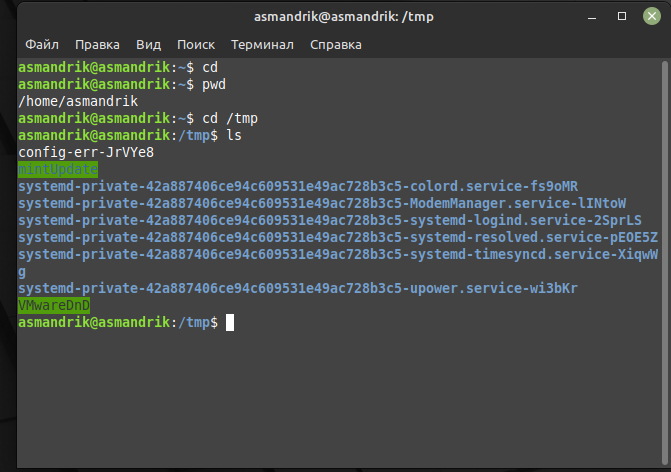 asmandrik@asmandrik: /tmp
Файл Правка Вид Поиск Терминал Справка
asmandrik@asmandrik:~$ cd
asmandrik@asmandrik:~$ pwd
/home/asmandrik
asmandrik@asmandrik:~$ cd /tmp
asmandrik@asmandrik:/tmp$ ls
config-err-JrVYe8
mintUpdate
systemd-private-42a887406ce94c609531e49ac728b3c5-colord.service-fs9oMR
systemd-private-42a887406ce94c609531e49ac728b3c5-ModemManager.service-lINtoW
systemd-private-42a887406ce94c609531e49ac728b3c5-systemd-logind.service-2SprLS
systemd-private-42a887406ce94c609531e49ac728b3c5-systemd-resolved.service-pEOE5Z
systemd-private-42a887406ce94c609531e49ac728b3c5-systemd-timesyncd.service-XiqwW
g
systemd-private-42a887406ce94c609531e49ac728b3c5-upower.service-wi3bKr
VMwareDnD
asmandrik@asmandrik:/tmp$